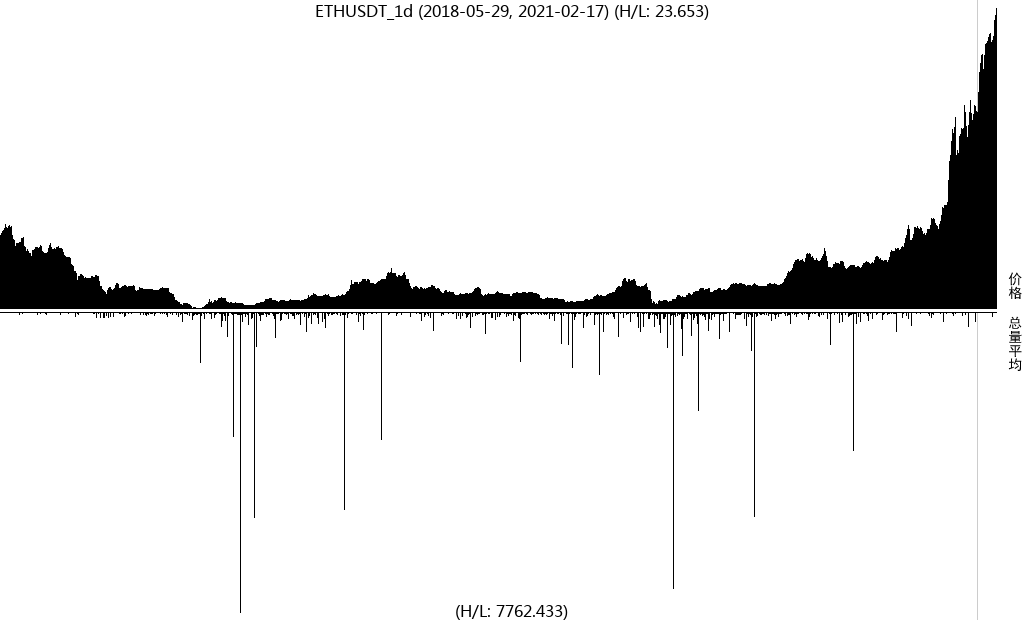 ETHUSDT_1d (2018-05-29, 2021-02-17) (H/L: 23.653)
价格
总量平均
(H/L: 7762.433)